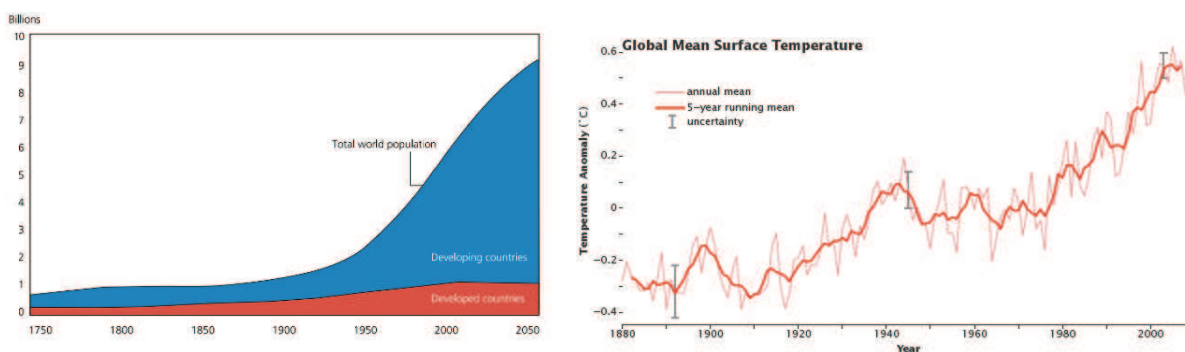 Billions
10
9
8
7
6
5
4
3
2
1
0
Total world population
Developing countries
Developed countries
1750 1800 1850 1900 1950 2000 2050
Global Mean Surface Temperature
annual mean
5-year running mean
uncertainty
Temperature Anomaly (°C)
0.6
0.4
0.2
0
-0.2
-0.4
1880 1900 1920 1940 1960 1980 2000
Year